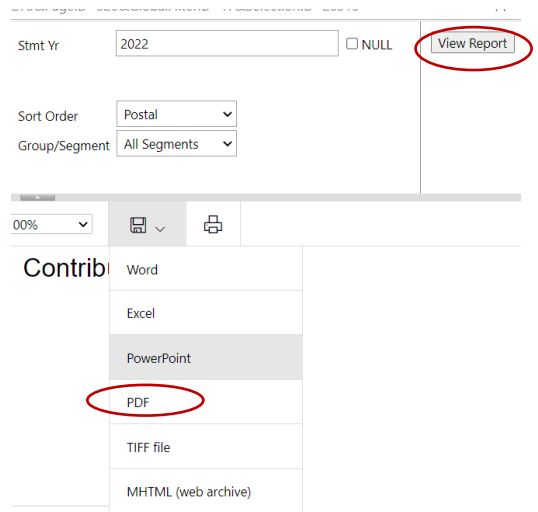 Stmt Yr 2022 NULL View Report
Sort Order Postal
Group/Segment All Segments
00%
Contribu
Word
Excel
PowerPoint
PDF
TIFF file
MHTML (web archive)